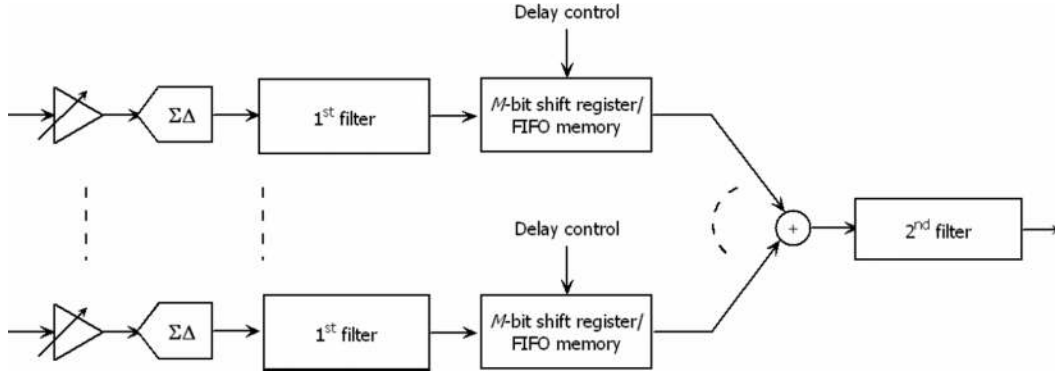 Delay control
ΣΔ
1st filter
M-bit shift register/
FIFO memory
+
2nd filter
Delay control
ΣΔ
1st filter
M-bit shift register/
FIFO memory